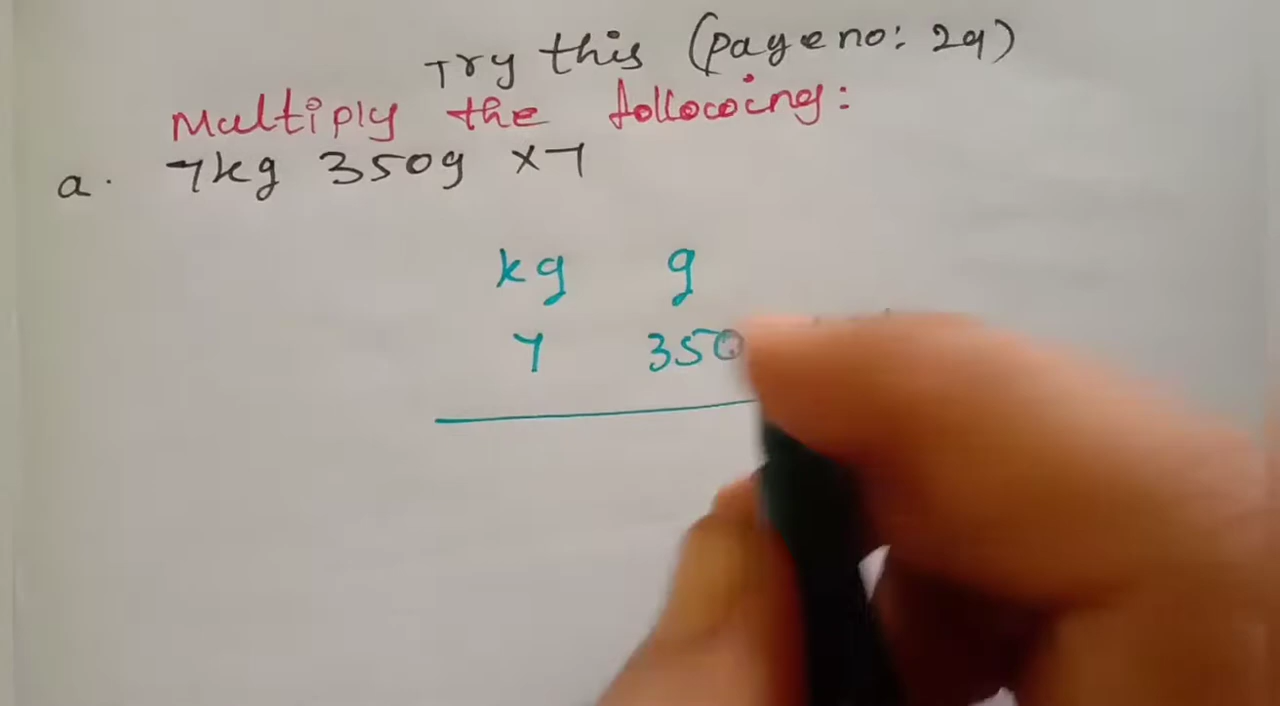 Try this (page no: 29)
Multiply the following:
a. 7kg 350g x 7
kg g
7 350